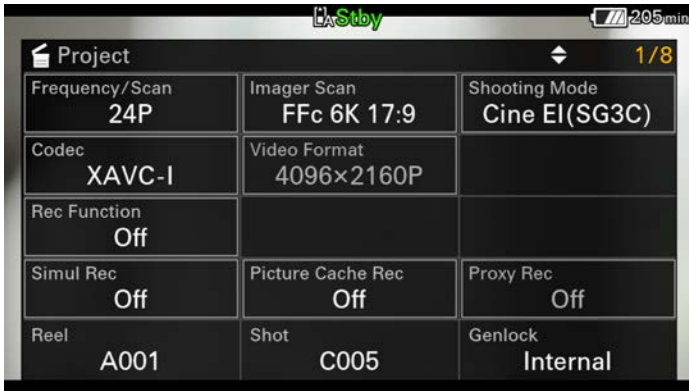 A Stby 205min
Project 1/8
Frequency/Scan Imager Scan Shooting Mode
24P FFc 6K 17:9 Cine EI(SG3C)
Codec Video Format
XAVC-I 4096×2160P
Rec Function
Off
Simul Rec Picture Cache Rec Proxy Rec
Off Off Off
Reel Shot Genlock
A001 C005 Internal